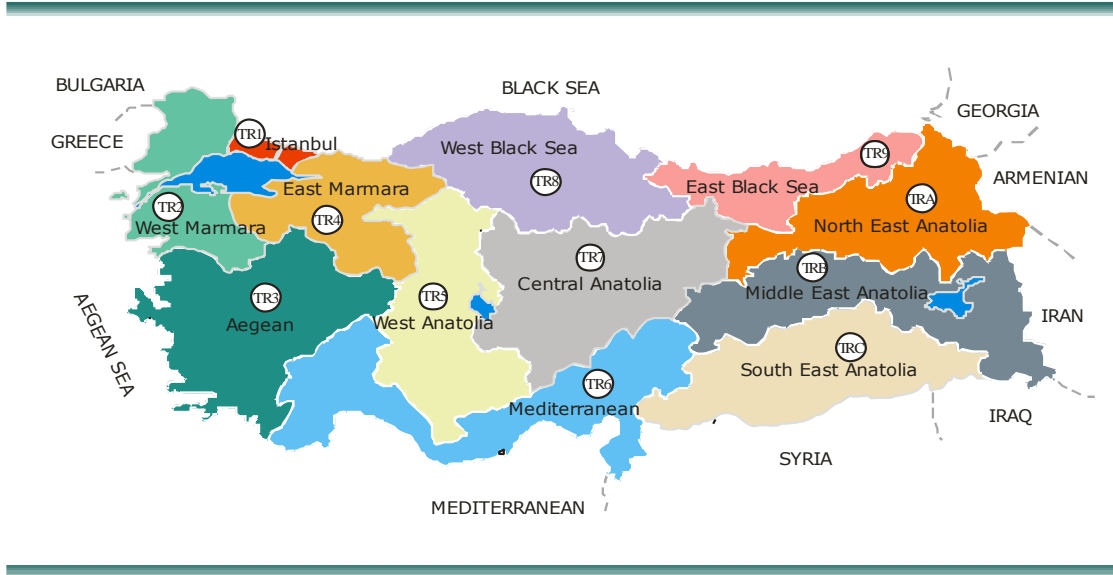 BULGARIA
BLACK SEA
GEORGIA
TR1
Istanbul
GREECE
West Black Sea
TR9
TR8
ARMENIAN
East Marmara
East Black Sea
TR2
IRA
West Marmara
TR4
North East Anatolia
TR7
TRB
Central Anatolia
Middle East Anatolia
TR3
TR5
AEGEAN SEA
Aegean
West Anatolia
IRAN
TRC
South East Anatolia
TR6
Mediterranean
IRAQ
SYRIA
MEDITERRANEAN